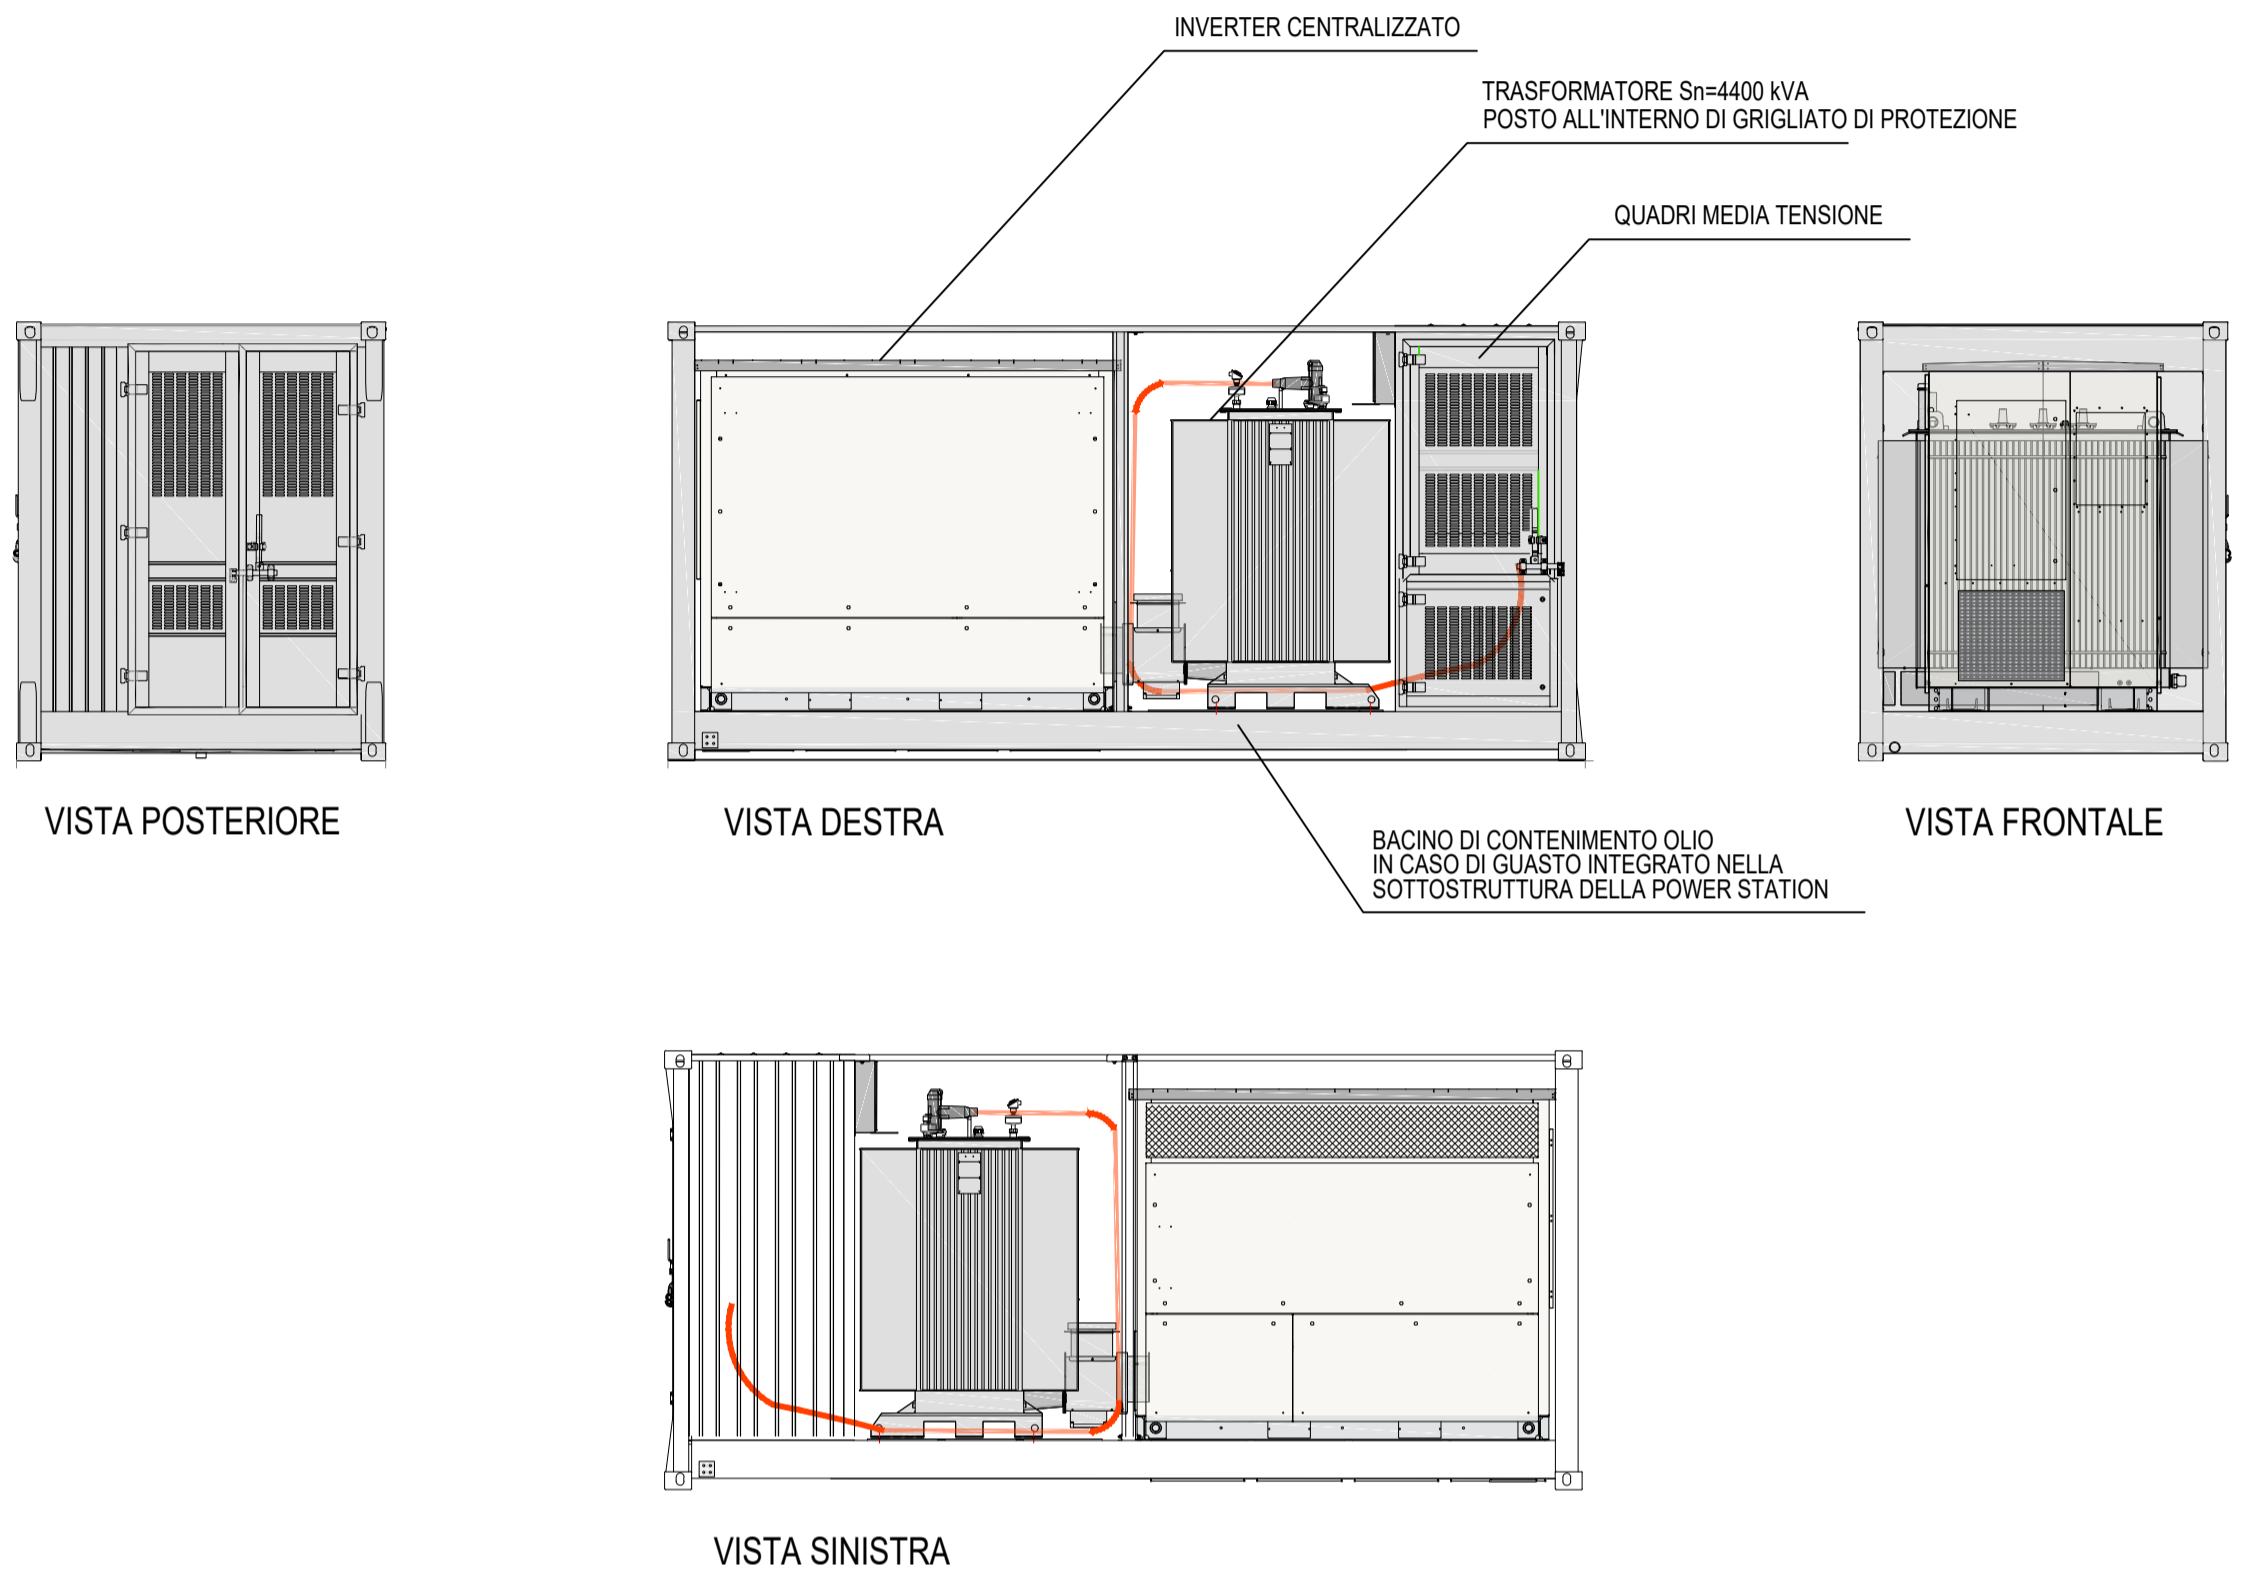 INVERTER CENTRALIZZATO
TRASFORMATORE Sn=4400 kVA
POSTO ALL'INTERNO DI GRIGLIATO DI PROTEZIONE
QUADRI MEDIA TENSIONE
VISTA POSTERIORE
VISTA DESTRA
VISTA FRONTALE
BACINO DI CONTENIMENTO OLIO
IN CASO DI GUASTO INTEGRATO NELLA
SOTTOSTRUTTURA DELLA POWER STATION
VISTA SINISTRA